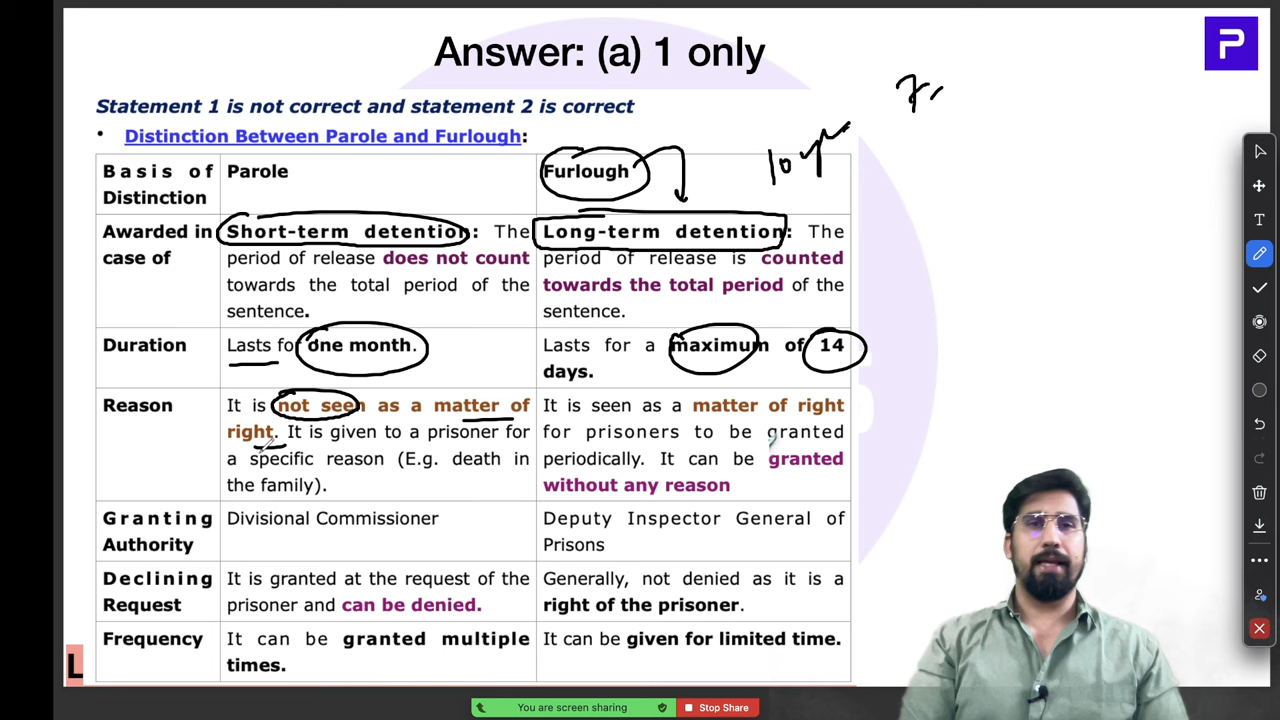 Answer: (a) 1 only
P
Statement 1 is not correct and statement 2 is correct
• Distinction Between Parole and Furlough:
10 yr
Basis of Distinction
Parole
Furlough
Awarded in case of
Short-term detention: The
period of release does not count
towards the total period of the
sentence.
Long-term detention: The
period of release is counted
towards the total period of the
sentence.
Duration
Lasts for one month.
Lasts for a maximum of 14
days.
Reason
It is not seen as a matter of
right. It is given to a prisoner for
a specific reason (E.g. death in
the family).
It is seen as a matter of right
for prisoners to be granted
periodically. It can be granted
without any reason
Granting
Authority
Divisional Commissioner
Deputy Inspector General of
Prisons
Declining
Request
It is granted at the request of the
prisoner and can be denied.
Generally, not denied as it is a
right of the prisoner.
Frequency
It can be granted multiple
times.
It can be given for limited time.
L
T
You are screen sharing
Stop Share